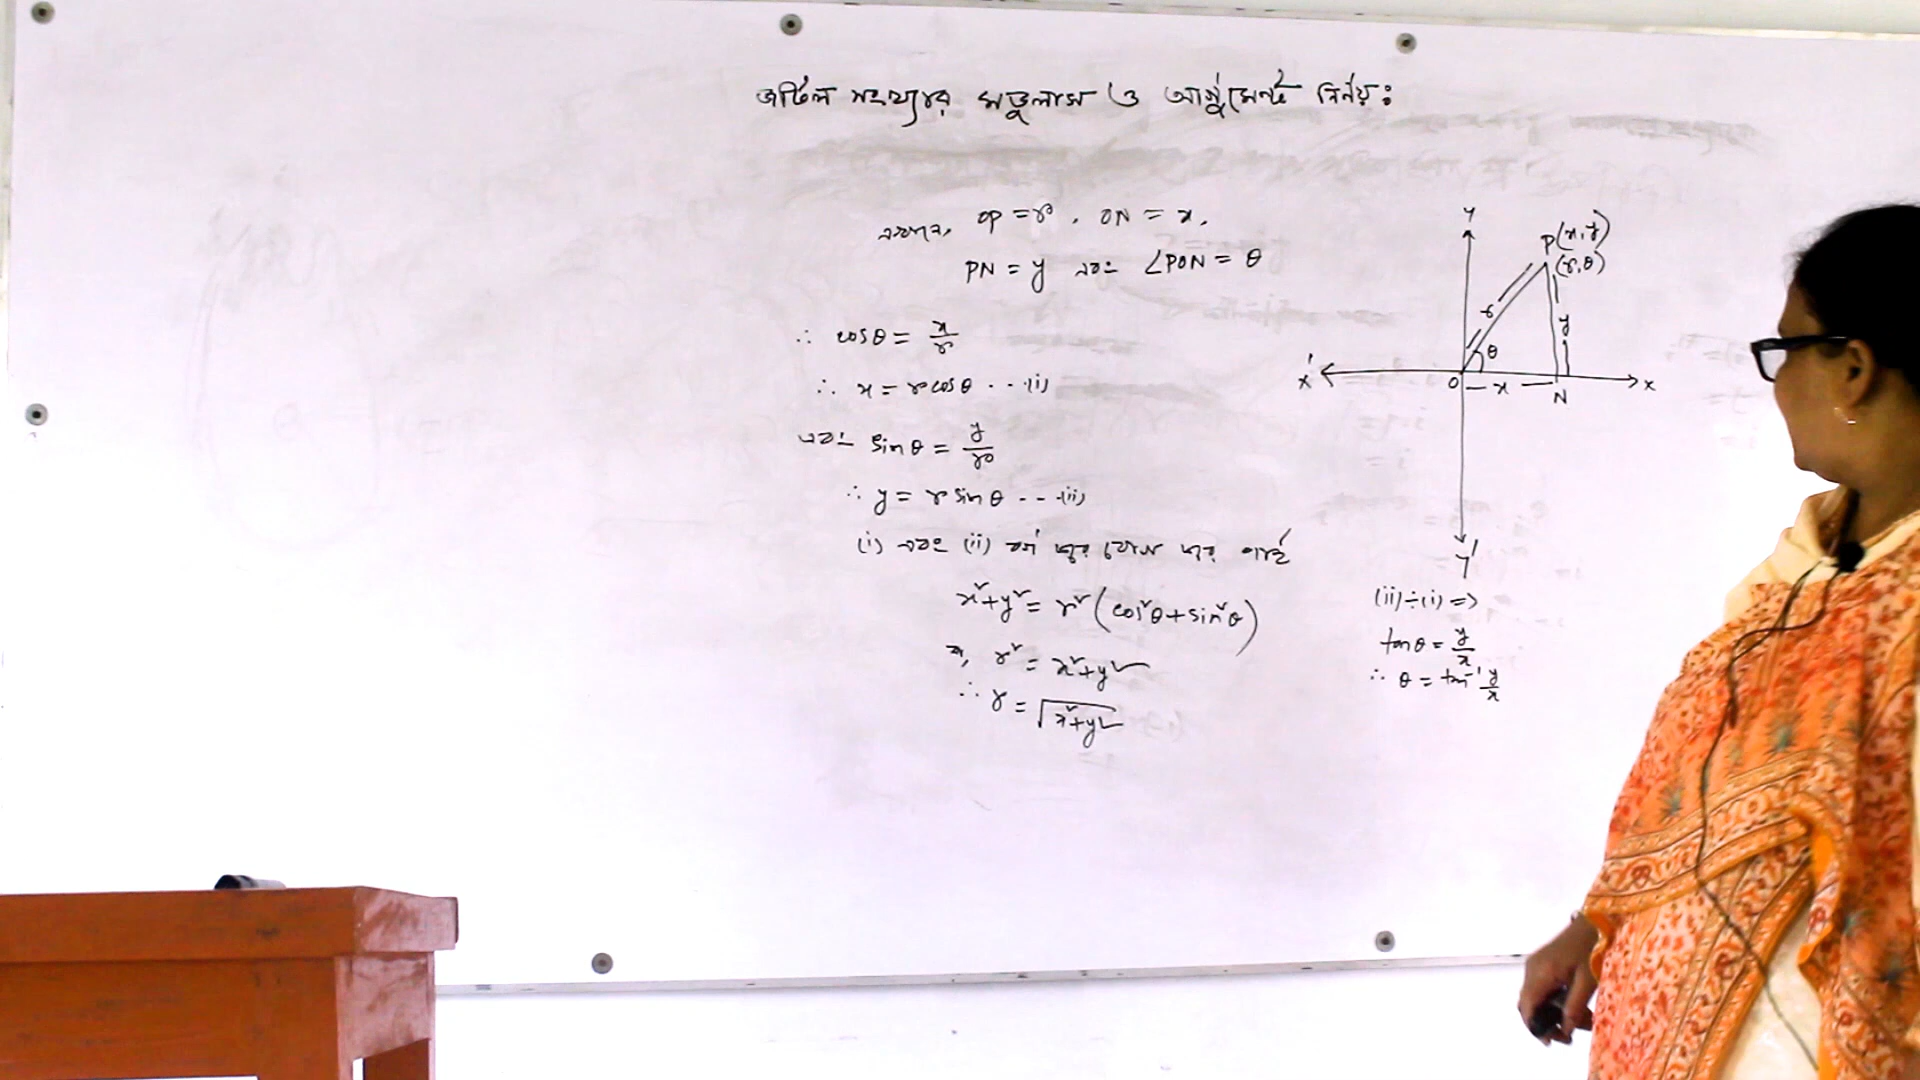 জটিল সংখ্যার মডুলাস ও আর্গুমেন্ট নির্ণয়ঃ
এখানে, OP = r, ON = x,
PN = y এবং ∠PON = θ
∴ cosθ = x/r
∴ x = r cosθ ---(i)
এবং sinθ = y/r
∴ y = r sinθ ---(ii)
(i) এবং (ii) বর্গ করে যোগ করে পাই
x²+y² = r²(cos²θ+sin²θ)
বা, r² = x²+y²
∴ r = √x²+y²
Y
P(x,y)
(r,θ)
r
y
θ
X' O x N X
Y'
(ii)÷(i) =>
tanθ = y/x
∴ θ = tan⁻¹ y/x